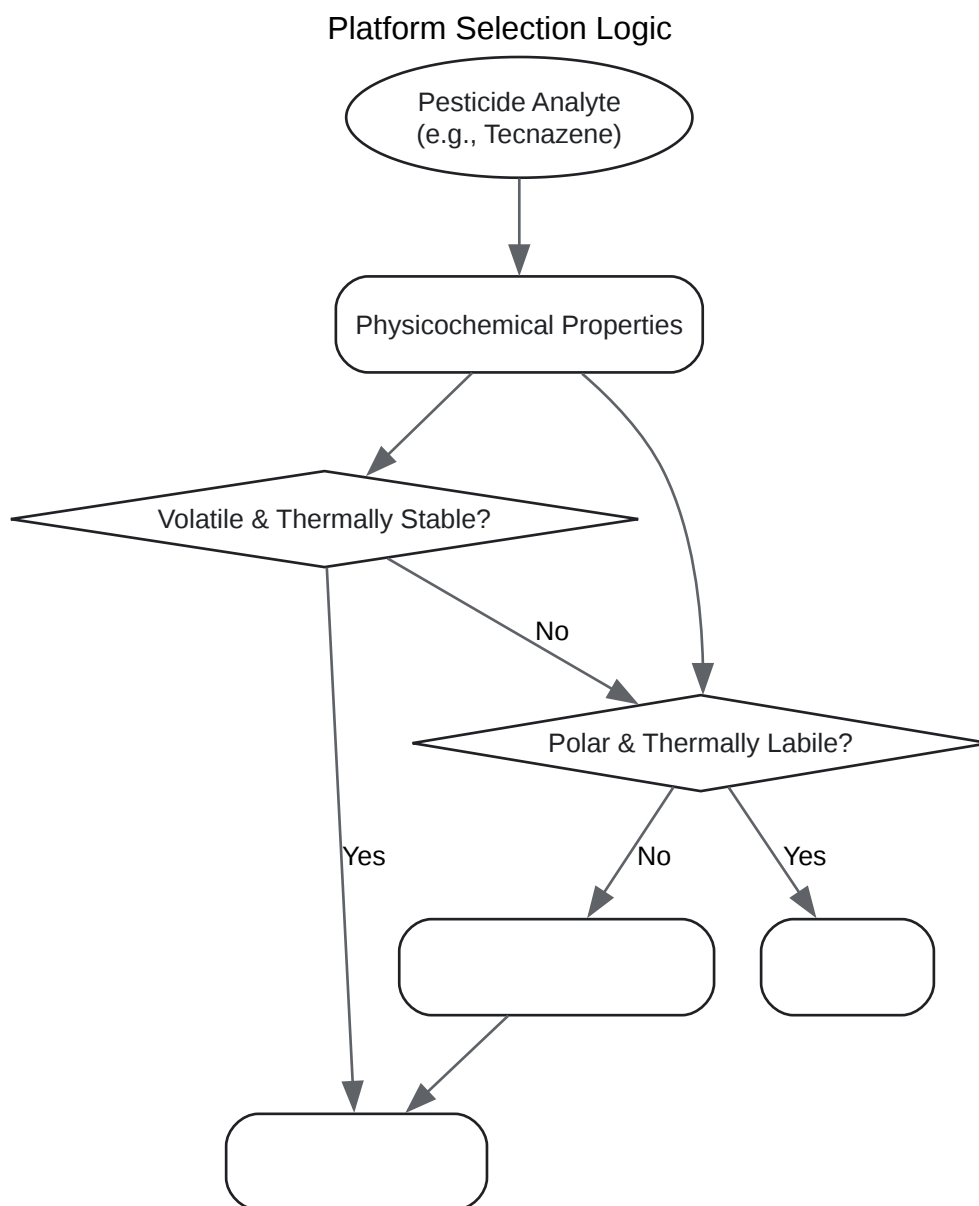 Platform Selection Logic
Pesticide Analyte
(e.g., Tecnazene)
Physicochemical Properties
Volatile & Thermally Stable?
No
Polar & Thermally Labile?
Yes
No
Yes